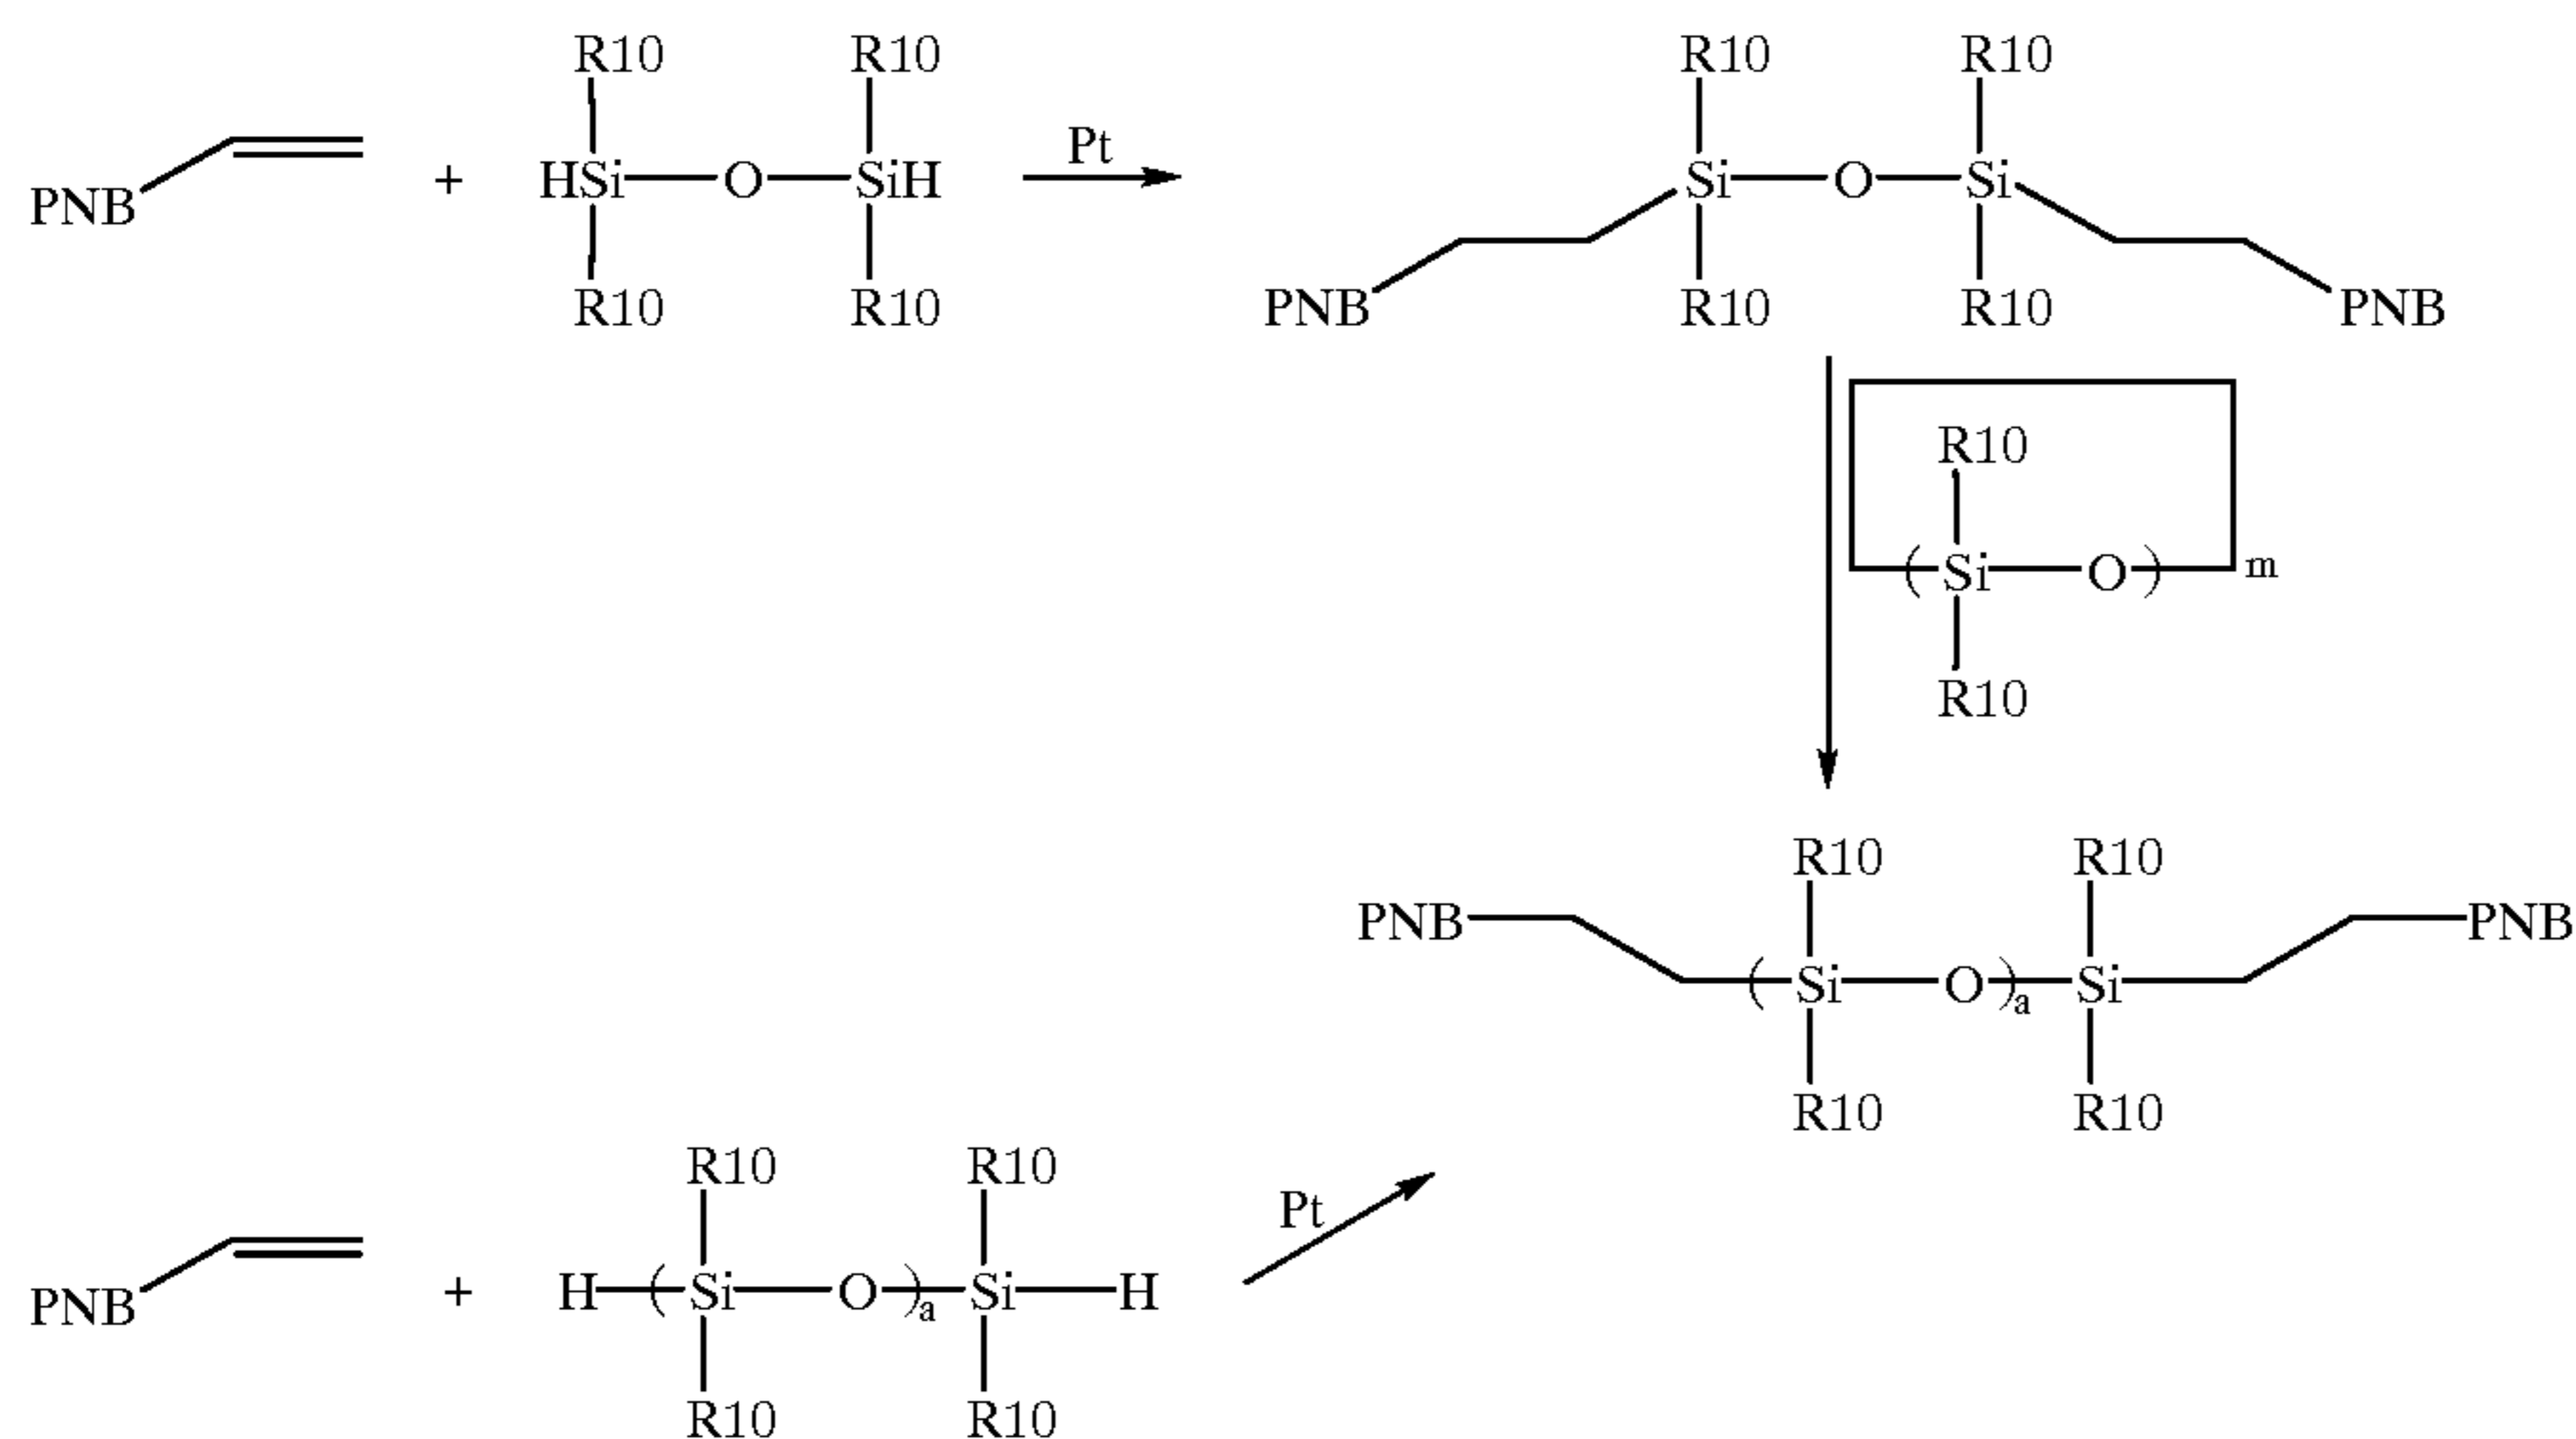 R10 R10 R10 R10
PNB + HSi O SiH Pt Si O Si
R10 R10 PNB R10 R10 PNB
R10
( Si O ) m
R10
R10 R10
PNB ( Si O )a Si PNB
R10 R10
R10 R10
PNB + H ( Si O )a Si H Pt
R10 R10